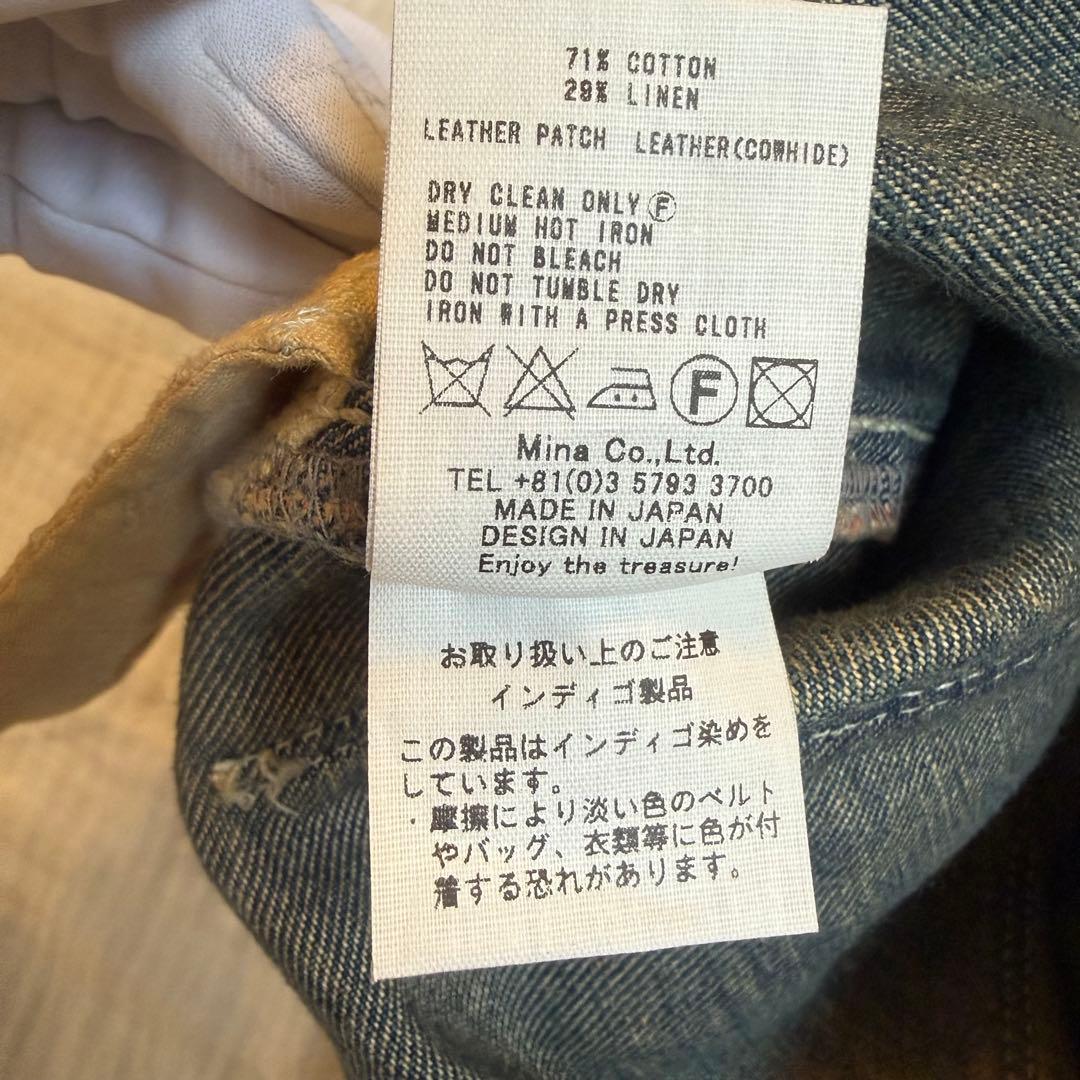 71% COTTON
29% LINEN
LEATHER PATCH LEATHER(COWHIDE)
DRY CLEAN ONLY Ⓕ
MEDIUM HOT IRON
DO NOT BLEACH
DO NOT TUMBLE DRY
IRON WITH A PRESS CLOTH
F
Mina Co.,Ltd.
TEL +81(0)3 5793 3700
MADE IN JAPAN
DESIGN IN JAPAN
Enjoy the treasure!
お取り扱い上のご注意
インディゴ製品
この製品はインディゴ染めを
しています。
・摩擦により淡い色のベルト
やバッグ、衣類等に色が付
着する恐れがあります。